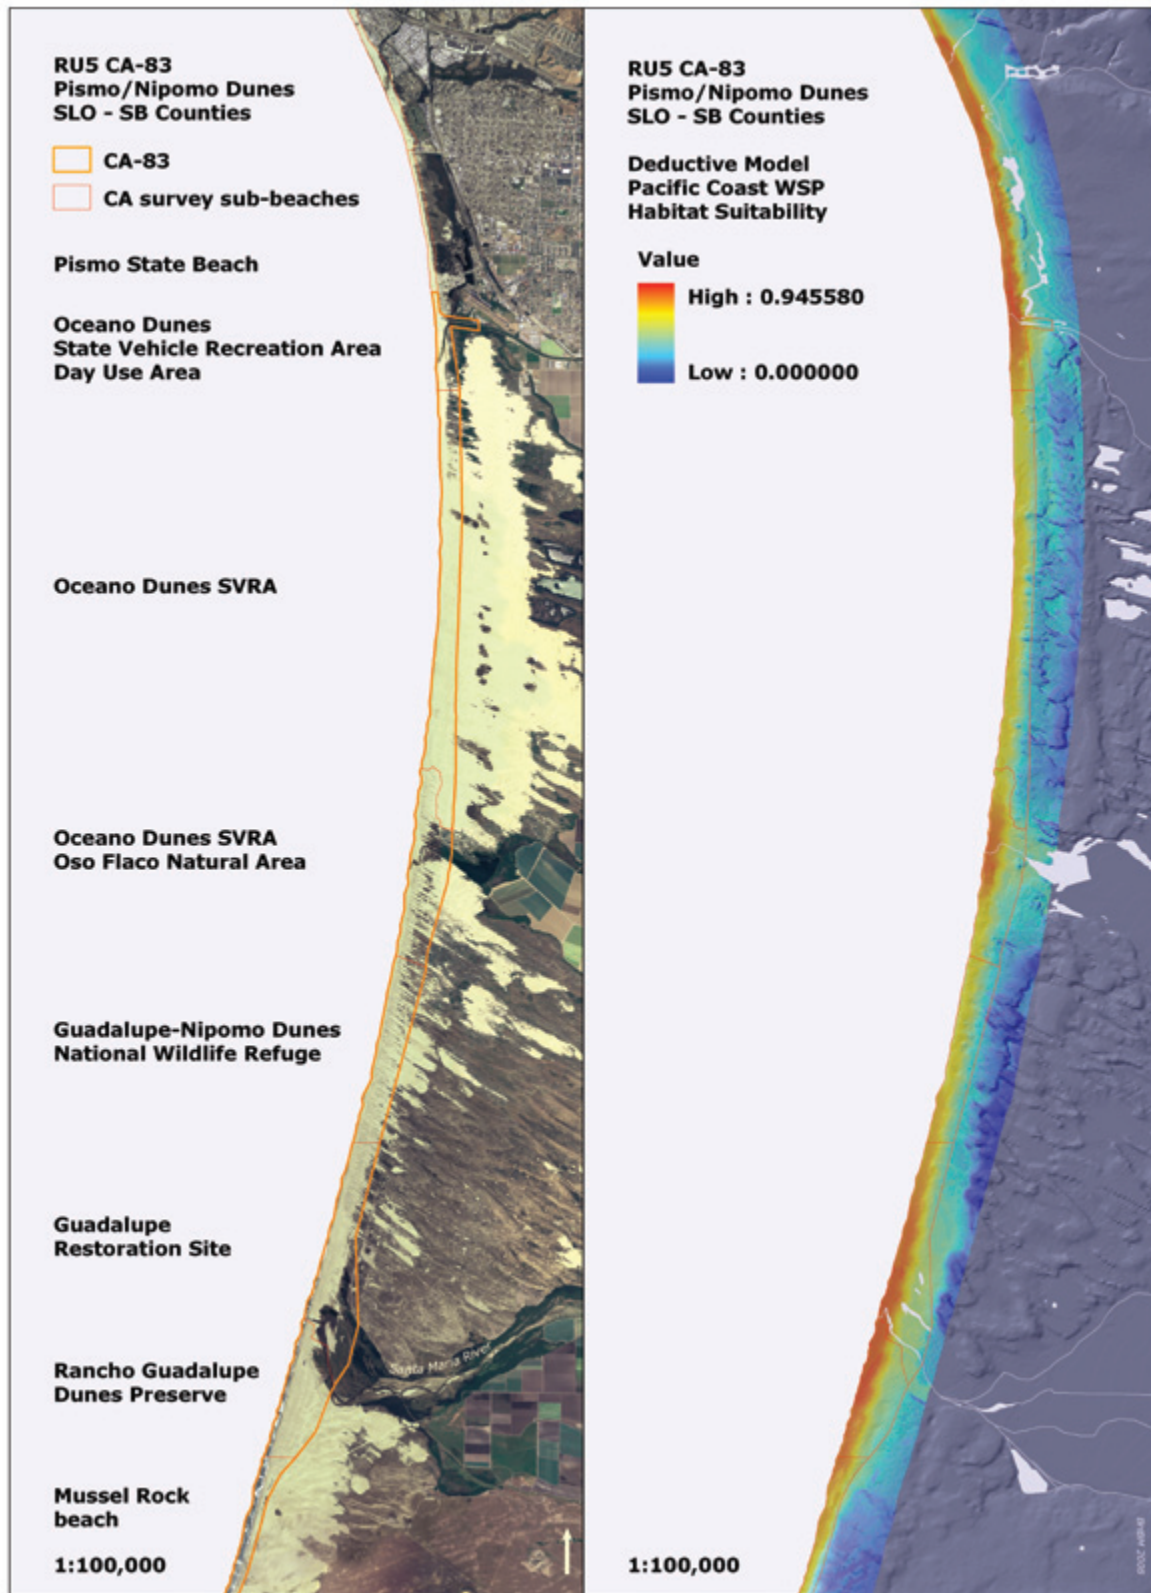 RU5 CA-83
Pismo/Nipomo Dunes
SLO - SB Counties
CA-83
CA survey sub-beaches
Pismo State Beach
Oceano Dunes
State Vehicle Recreation Area
Day Use Area
Oceano Dunes SVRA
Oceano Dunes SVRA
Oso Flaco Natural Area
Guadalupe-Nipomo Dunes
National Wildlife Refuge
Guadalupe
Restoration Site
Rancho Guadalupe
Dunes Preserve
Mussel Rock
beach
1:100,000
Santa Maria River
RU5 CA-83
Pismo/Nipomo Dunes
SLO - SB Counties
Deductive Model
Pacific Coast WSP
Habitat Suitability
Value
High : 0.945580
Low : 0.000000
1:100,000